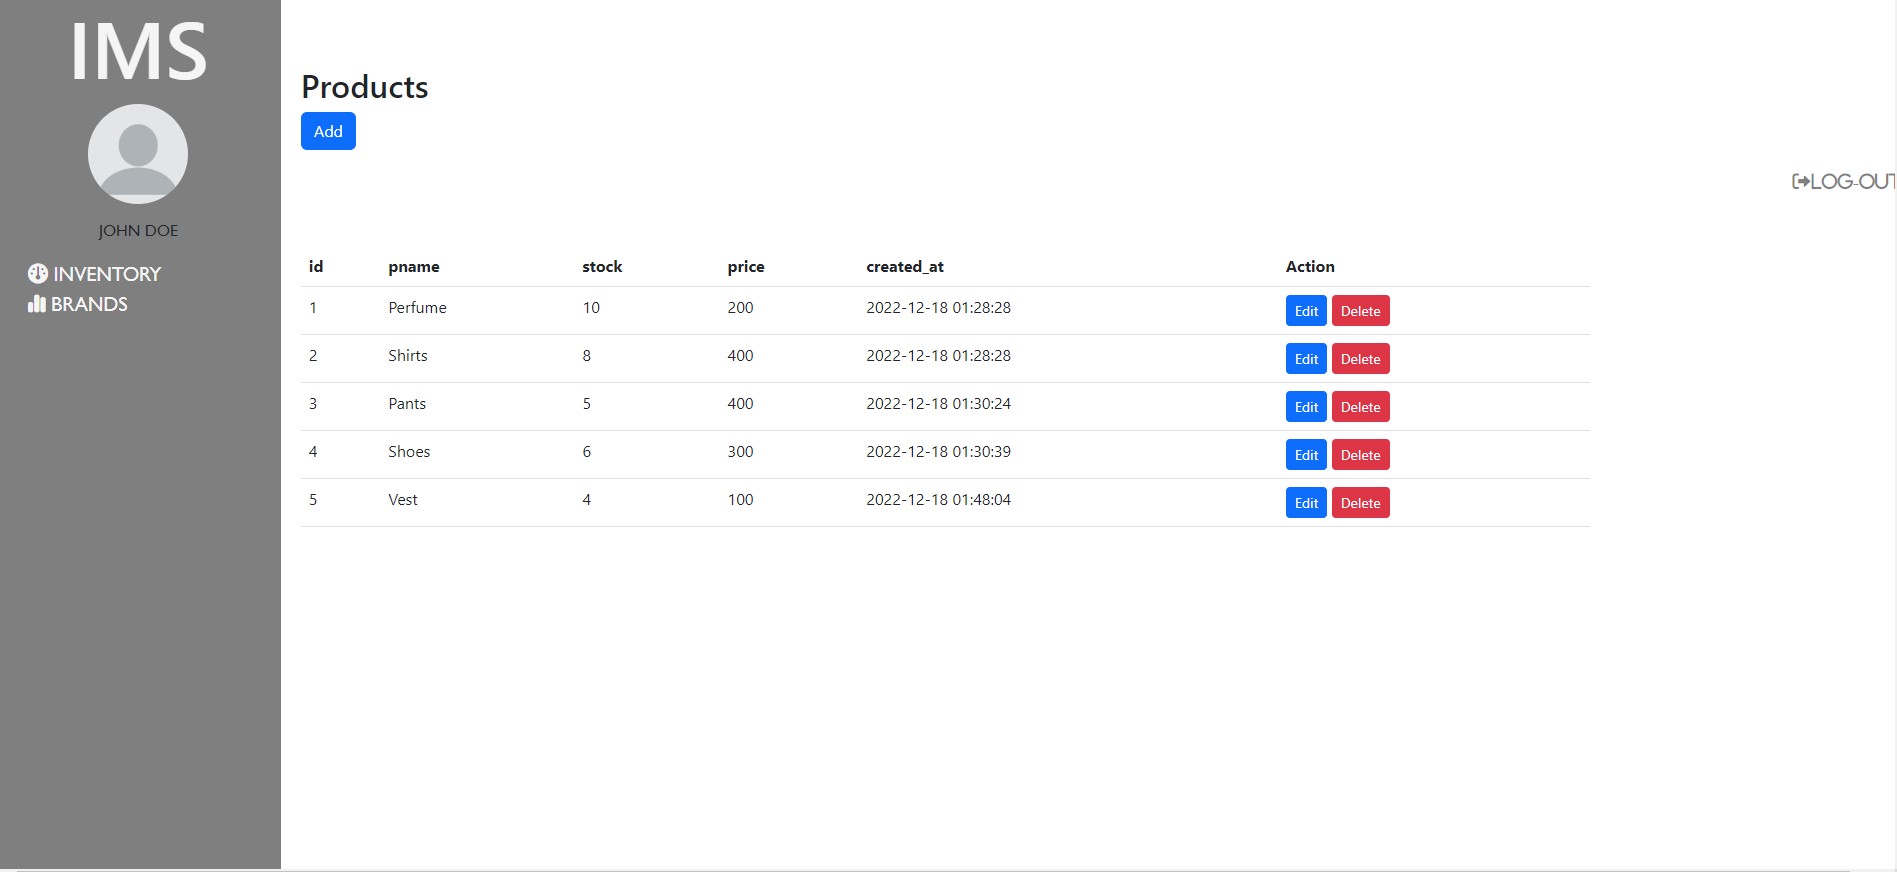 IMS
JOHN DOE
INVENTORY
BRANDS
Products
Add
LOG-OUT
id pname stock price created_at Action
1 Perfume 10 200 2022-12-18 01:28:28 Edit Delete
2 Shirts 8 400 2022-12-18 01:28:28 Edit Delete
3 Pants 5 400 2022-12-18 01:30:24 Edit Delete
4 Shoes 6 300 2022-12-18 01:30:39 Edit Delete
5 Vest 4 100 2022-12-18 01:48:04 Edit Delete